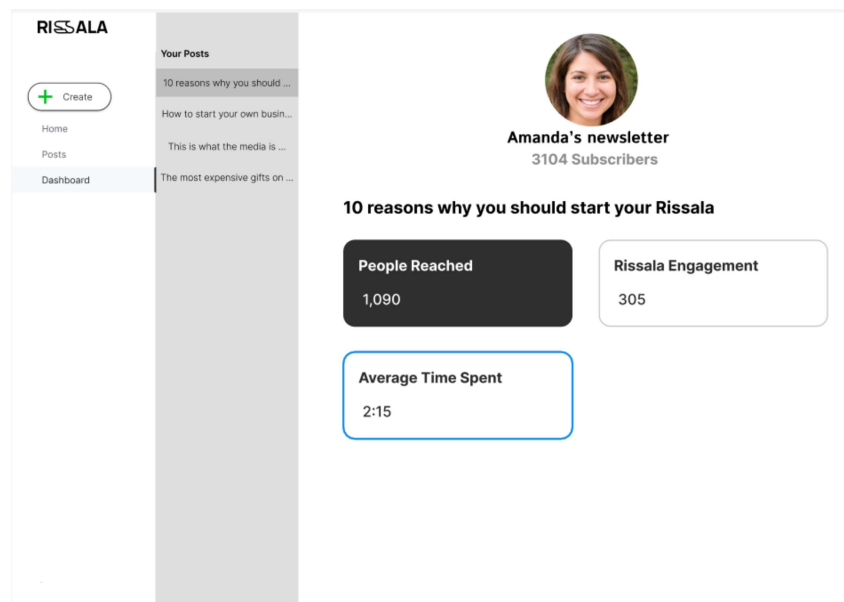 RISSALA
Create
Home
Posts
Dashboard
Your Posts
10 reasons why you should ...
How to start your own busin...
This is what the media is ...
The most expensive gifts on ...
Amanda's newsletter
3104 Subscribers
10 reasons why you should start your Rissala
People Reached
1,090
Rissala Engagement
305
Average Time Spent
2:15